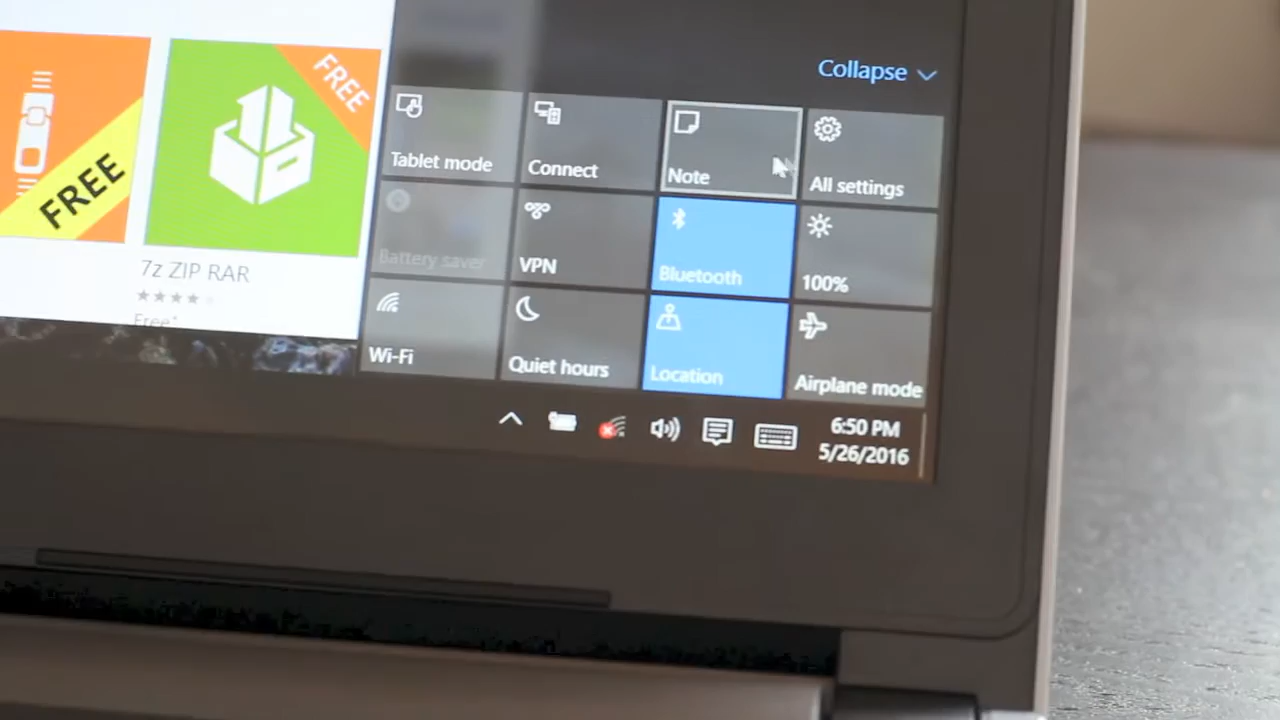 FREE
FREE
7z ZIP RAR
Free*
Collapse
Tablet mode
Connect
Note
All settings
Battery saver
VPN
Bluetooth
100%
Wi-Fi
Quiet hours
Location
Airplane mode
6:50 PM
5/26/2016